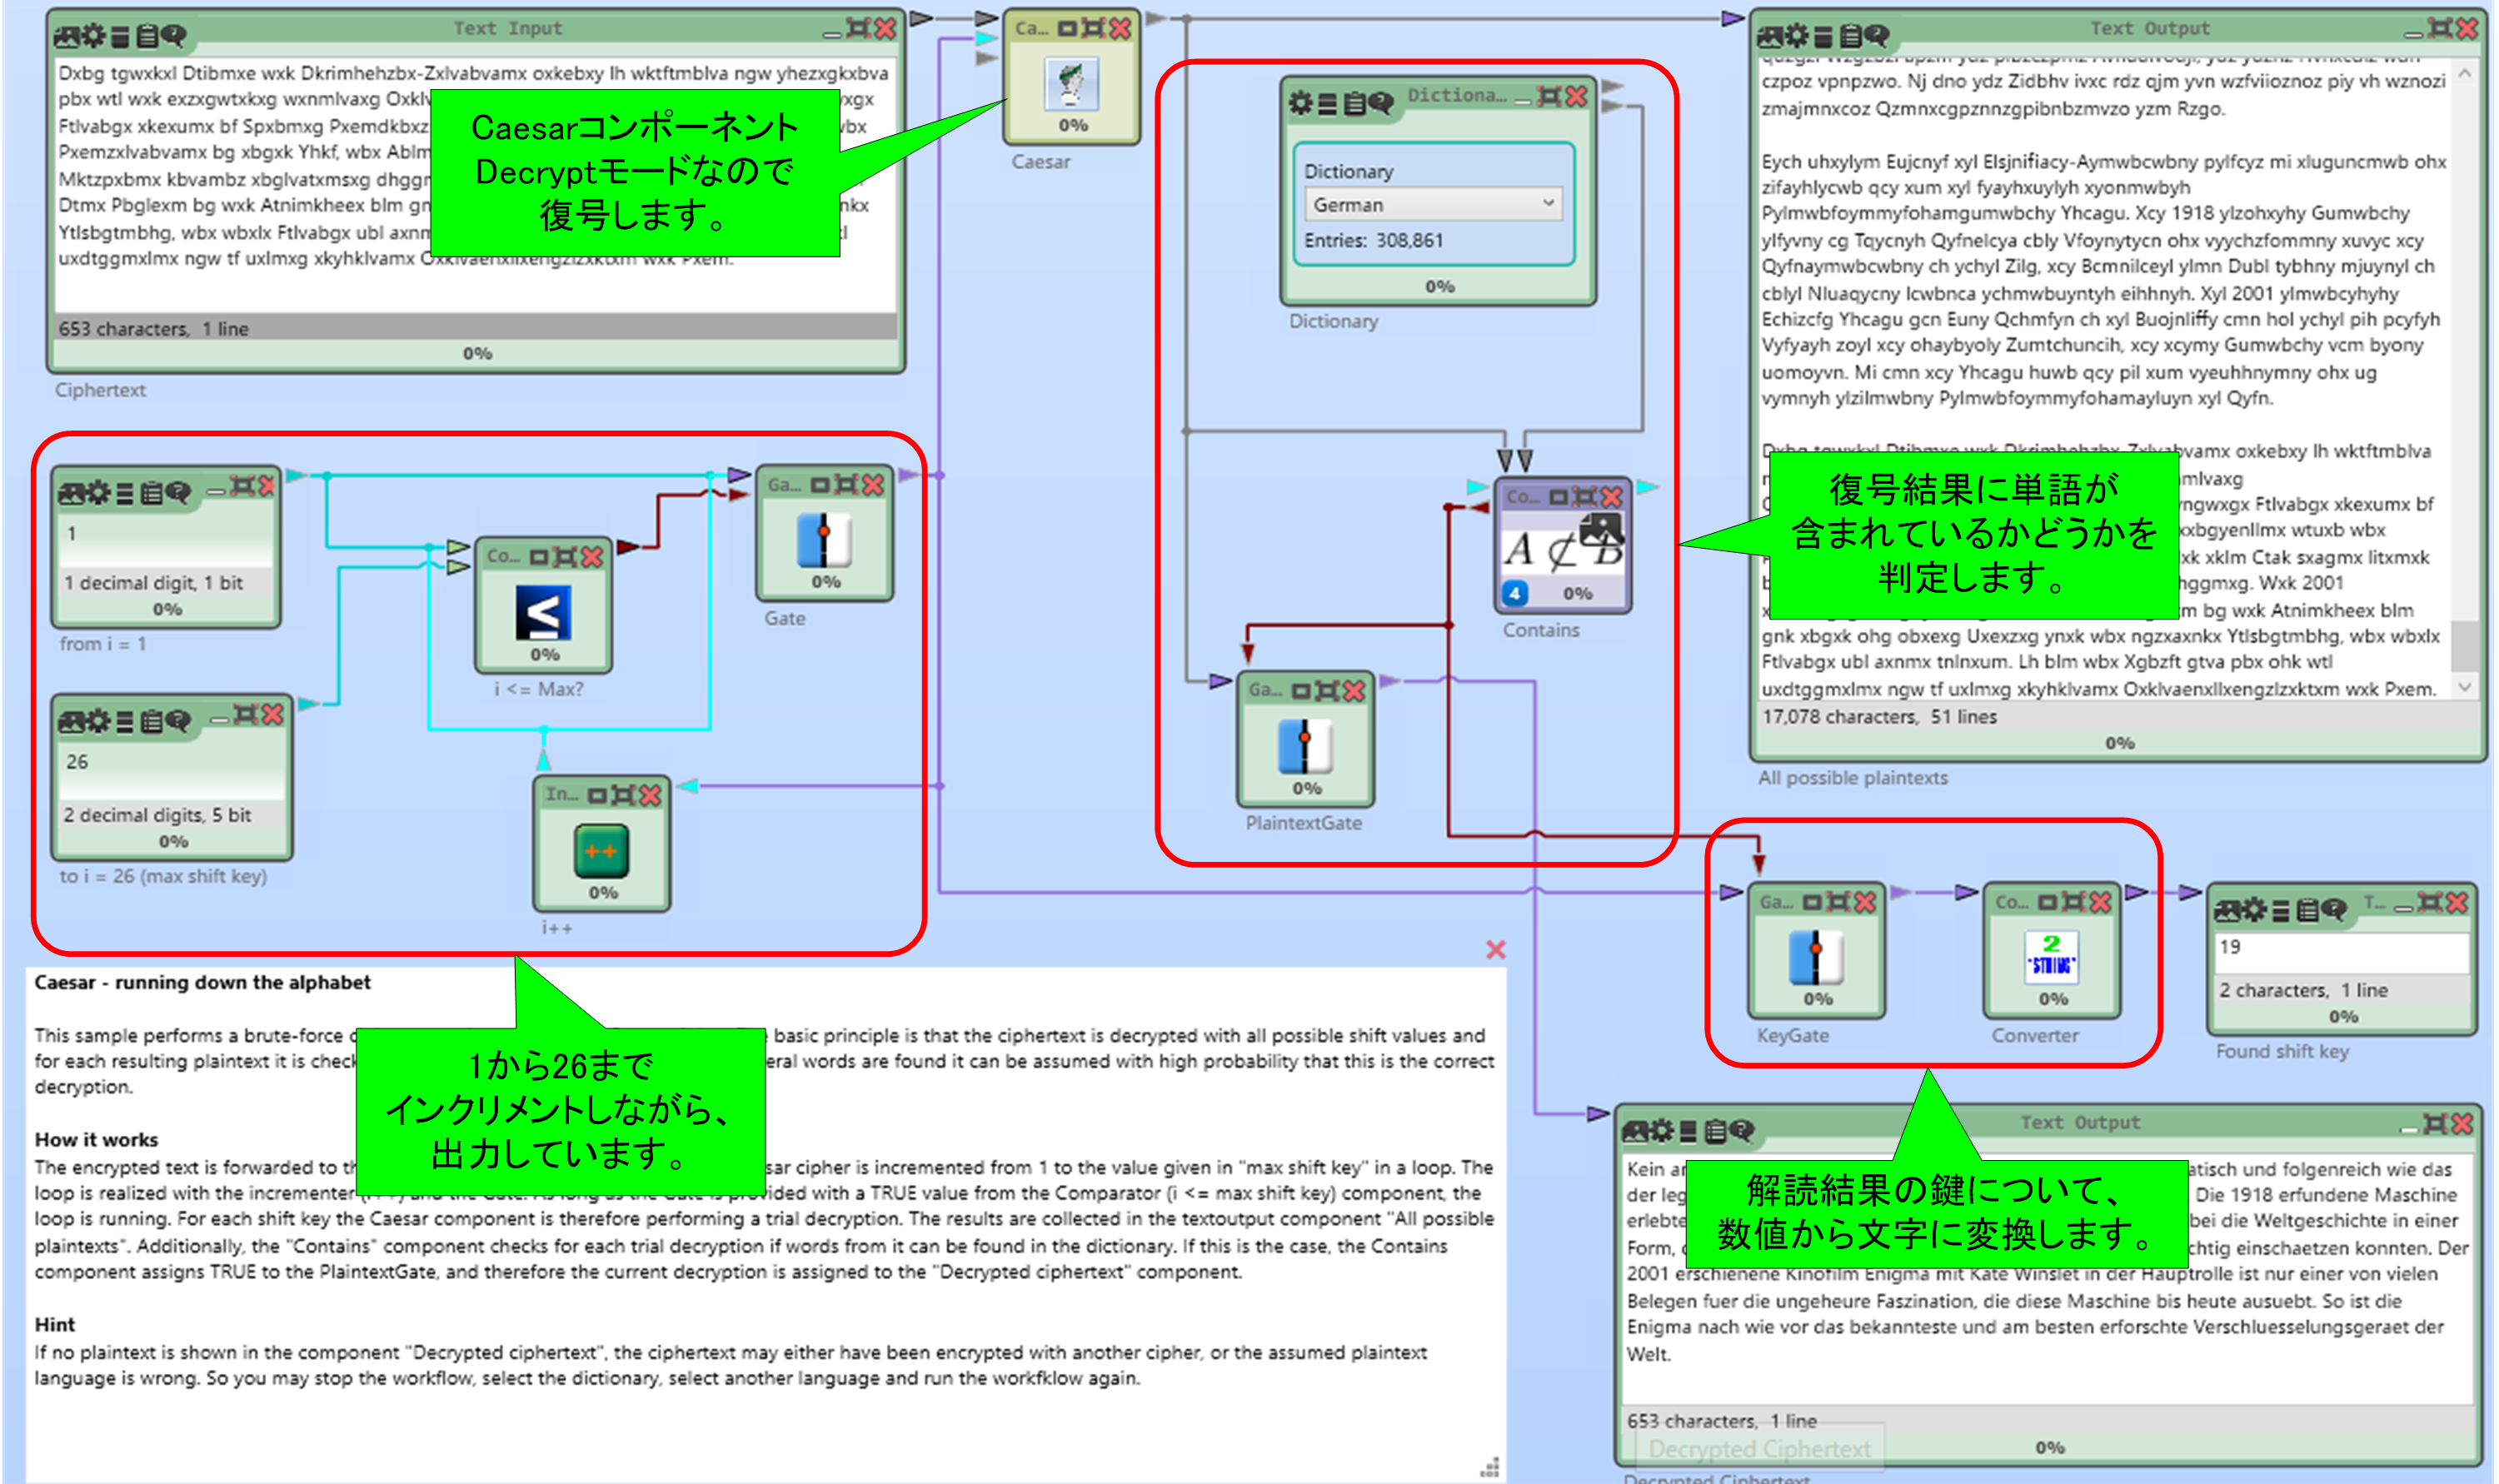 Text Input
Dxbg tgwxkxl Dtibmxe wxk Dkrimhehzbx-Zxlvabvamx oxkebxy lh wktftmblva ngw yhezxgkxbva
pbx wtl wxk exzxgwtxkxg wxnmlvaxg Oxklv
xgx
Ftlvabgx xkexumx bf Spxbmxg Pxemdkbxz
vbx
Pxemzxlvabvamx bg xbgxk Yhkf, wbx Ablm
Mktzpxbmx kbvambz xbglvatxmsxg dhggm
Dtmx Pbglexm bg wxk Atnimkheex blm gn
nkx
Ytlsbgtmbhg, wbx wbxlx Ftlvabgx ubl axnm
uxdtggmxlmx ngw tf uxlmxg xkyhklvamx Oxklvaenxllxengzlzxktxm wxk Pxem.
653 characters, 1 line
0%
Ciphertext
Caesarコンポーネント
Decryptモードなので
復号します。
Ca...
0%
Caesar
Dictiona...
Dictionary
German
Entries: 308,861
0%
Dictionary
Text Output
czpoz vpnpzwo. Nj dno ydz Zidbhv ivxc rdz qjm yvn wzfviioznoz piy vh wznozi
zmajmnxcoz Qzmnxcgpznnzgpibnbzmvzo yzm Rzgo.
Eych uhxylym Eujcnyf xyl Elsjnifiacy-Aymwbcwbny pylfcyz mi xluguncmwb ohx
zifayhlycwb qcy xum xyl fyayhxuylyh xyonmwbyh
Pylmwbfoymmyfohamgumwbchy Yhcagu. Xcy 1918 ylzohxyhy Gumwbchy
ylfyvny cg Tqycnyh Qyfnelcya cbly Vfoynytycn ohx vyychzfommny xuvyc xcy
Qyfnaymwbcwbny ch ychyl Zilg, xcy Bcmnilceyl ylmn Dubl tybhny mjuynyl ch
cblyl Nluaqycny lcwbnca ychmwbuyntyh eihhnyh. Xyl 2001 ylmwbcyhyhy
Echizcfg Yhcagu gcn Euny Qchmfyn ch xyl Buojnliffy cmn hol ychyl pih pcyfyh
Vyfyayh zoyl xcy ohaybyoly Zumtchuncih, xcy xcymy Gumwbchy vcm byony
uomoyvn. Mi cmn xcy Yhcagu huwb qcy pil xum vyeuhhnymny ohx ug
vymnyh ylzilmwbny Pylmwbfoymmyfohamayluyn xyl Qyfn.
Dxbg tgwxkxl Dtibmxe wxk Dkrimhehzbx-Zxlvabvamx oxkebxy lh wktftmblva
mlvaxg
ngwxgx Ftlvabgx xkexumx bf
xxbgyenllmx wtuxb wbx
xk xklm Ctak sxagmx litxmxk
hggmxg. Wxk 2001
m bg wxk Atnimkheex blm
gnk xbgxk ohg obxexg Uxexzxg ynxk wbx ngzxaxnkx Ytlsbgtmbhg, wbx wbxlx
Ftlvabgx ubl axnmx tnlnxum. Lh blm wbx Xgbzft gtva pbx ohk wtl
uxdtggmxlmx ngw tf uxlmxg xkyhklvamx Oxklvaenxllxengzlzxktxm wxk Pxem.
17,078 characters, 51 lines
0%
All possible plaintexts
復号結果に単語が
含まれているかどうかを
判定します。
1
1 decimal digit, 1 bit
0%
from i = 1
26
2 decimal digits, 5 bit
0%
to i = 26 (max shift key)
Co...
≤
0%
i <= Max?
Ga...
0%
Gate
In...
++
0%
i++
Co...
A ⊄ B
4 0%
Contains
Ga...
0%
PlaintextGate
Ga...
0%
KeyGate
Co...
2
"STRING"
0%
Converter
T...
19
2 characters, 1 line
0%
Found shift key
Caesar - running down the alphabet
This sample performs a brute-force
basic principle is that the ciphertext is decrypted with all possible shift values and
for each resulting plaintext it is check
eral words are found it can be assumed with high probability that this is the correct
decryption.
How it works
The encrypted text is forwarded to th
sar cipher is incremented from 1 to the value given in "max shift key" in a loop. The
loop is realized with the incrementer (i++) and the Gate. As long as the Gate is provided with a TRUE value from the Comparator (i <= max shift key) component, the
loop is running. For each shift key the Caesar component is therefore performing a trial decryption. The results are collected in the textoutput component "All possible
plaintexts". Additionally, the "Contains" component checks for each trial decryption if words from it can be found in the dictionary. If this is the case, the Contains
component assigns TRUE to the PlaintextGate, and therefore the current decryption is assigned to the "Decrypted ciphertext" component.
Hint
If no plaintext is shown in the component "Decrypted ciphertext", the ciphertext may either have been encrypted with another cipher, or the assumed plaintext
language is wrong. So you may stop the workflow, select the dictionary, select another language and run the workfklow again.
1から26まで
インクリメントしながら、
出力しています。
Text Output
Kein an
atisch und folgenreich wie das
der leg
Die 1918 erfundene Maschine
erlebte
bei die Weltgeschichte in einer
Form, d
chtig einschaetzen konnten. Der
2001 erschienene Kinofilm Enigma mit Kate Winslet in der Hauptrolle ist nur einer von vielen
Belegen fuer die ungeheure Faszination, die diese Maschine bis heute ausuebt. So ist die
Enigma nach wie vor das bekannteste und am besten erforschte Verschluesselungsgeraet der
Welt.
653 characters, 1 line
Decrypted Ciphertext
0%
Decrypted Ciphertext
解読結果の鍵について、
数値から文字に変換します。